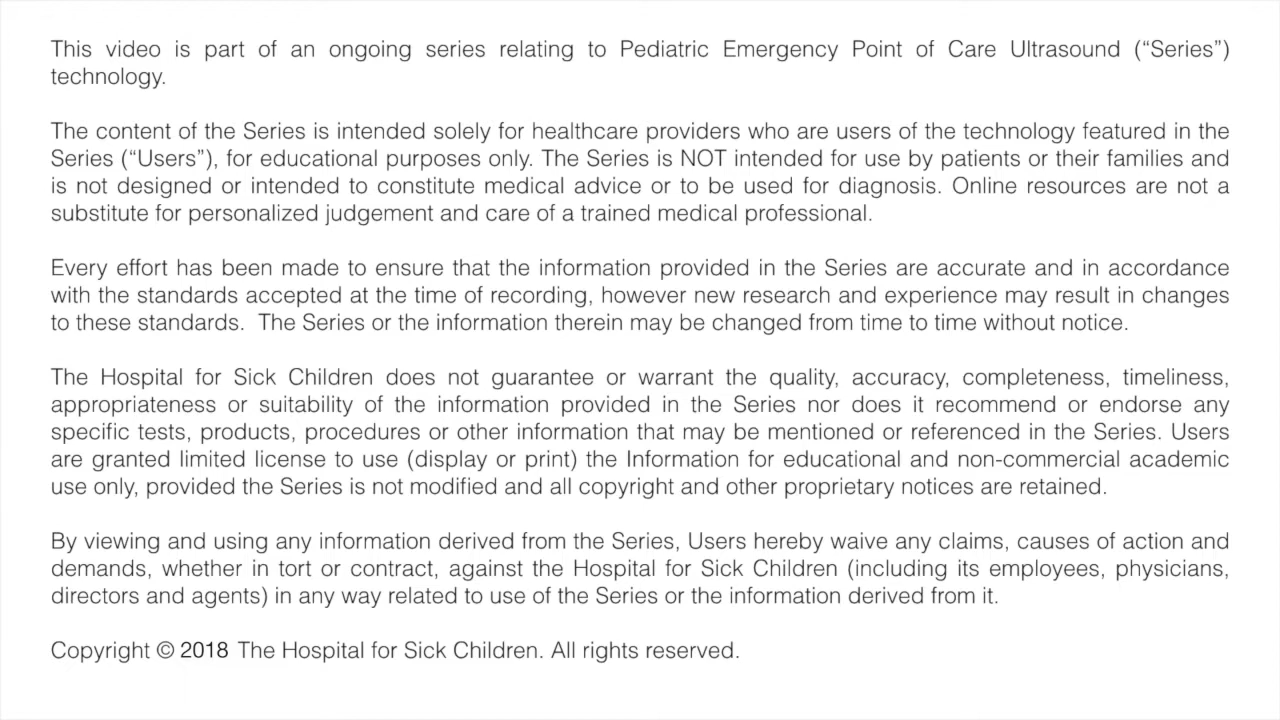 This video is part of an ongoing series relating to Pediatric Emergency Point of Care Ultrasound (“Series”)
technology.
The content of the Series is intended solely for healthcare providers who are users of the technology featured in the
Series (“Users”), for educational purposes only. The Series is NOT intended for use by patients or their families and
is not designed or intended to constitute medical advice or to be used for diagnosis. Online resources are not a
substitute for personalized judgement and care of a trained medical professional.
Every effort has been made to ensure that the information provided in the Series are accurate and in accordance
with the standards accepted at the time of recording, however new research and experience may result in changes
to these standards.  The Series or the information therein may be changed from time to time without notice.
The Hospital for Sick Children does not guarantee or warrant the quality, accuracy, completeness, timeliness,
appropriateness or suitability of the information provided in the Series nor does it recommend or endorse any
specific tests, products, procedures or other information that may be mentioned or referenced in the Series. Users
are granted limited license to use (display or print) the Information for educational and non-commercial academic
use only, provided the Series is not modified and all copyright and other proprietary notices are retained.
By viewing and using any information derived from the Series, Users hereby waive any claims, causes of action and
demands, whether in tort or contract, against the Hospital for Sick Children (including its employees, physicians,
directors and agents) in any way related to use of the Series or the information derived from it.
Copyright © 2018 The Hospital for Sick Children. All rights reserved.